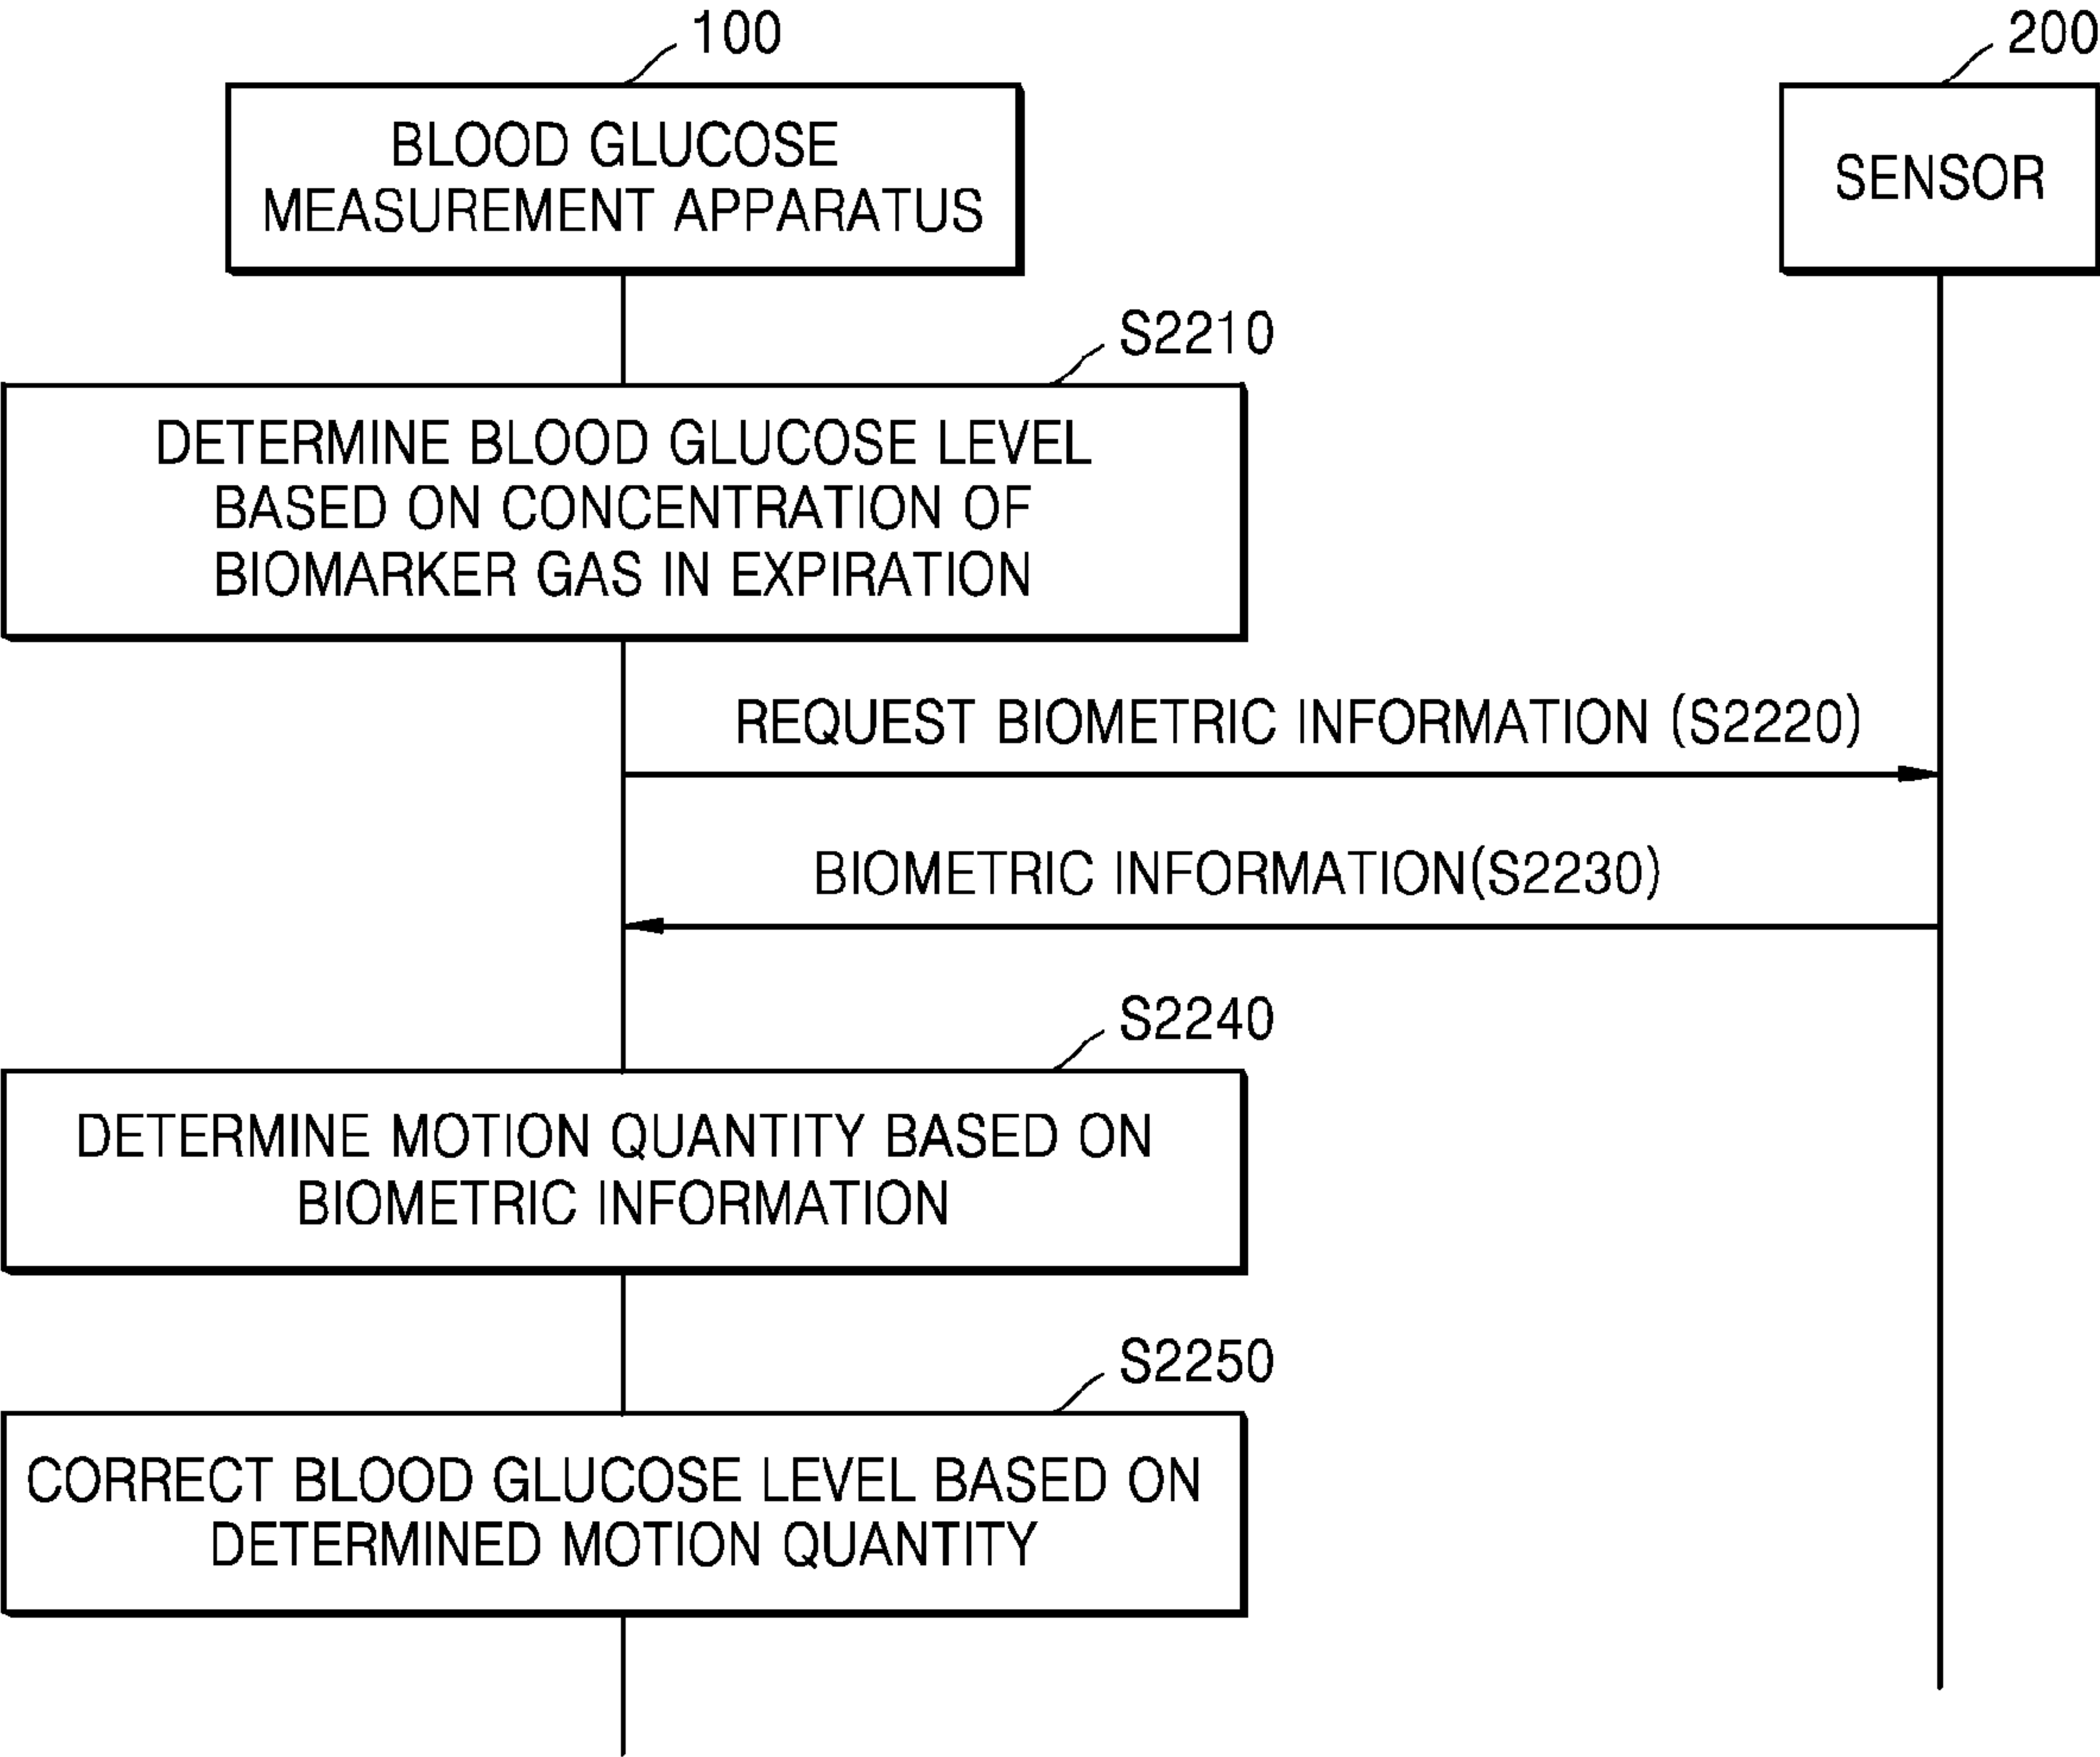 100
200
BLOOD GLUCOSE
MEASUREMENT APPARATUS
SENSOR
S2210
DETERMINE BLOOD GLUCOSE LEVEL
BASED ON CONCENTRATION OF
BIOMARKER GAS IN EXPIRATION
REQUEST BIOMETRIC INFORMATION (S2220)
BIOMETRIC INFORMATION(S2230)
S2240
DETERMINE MOTION QUANTITY BASED ON
BIOMETRIC INFORMATION
S2250
CORRECT BLOOD GLUCOSE LEVEL BASED ON
DETERMINED MOTION QUANTITY